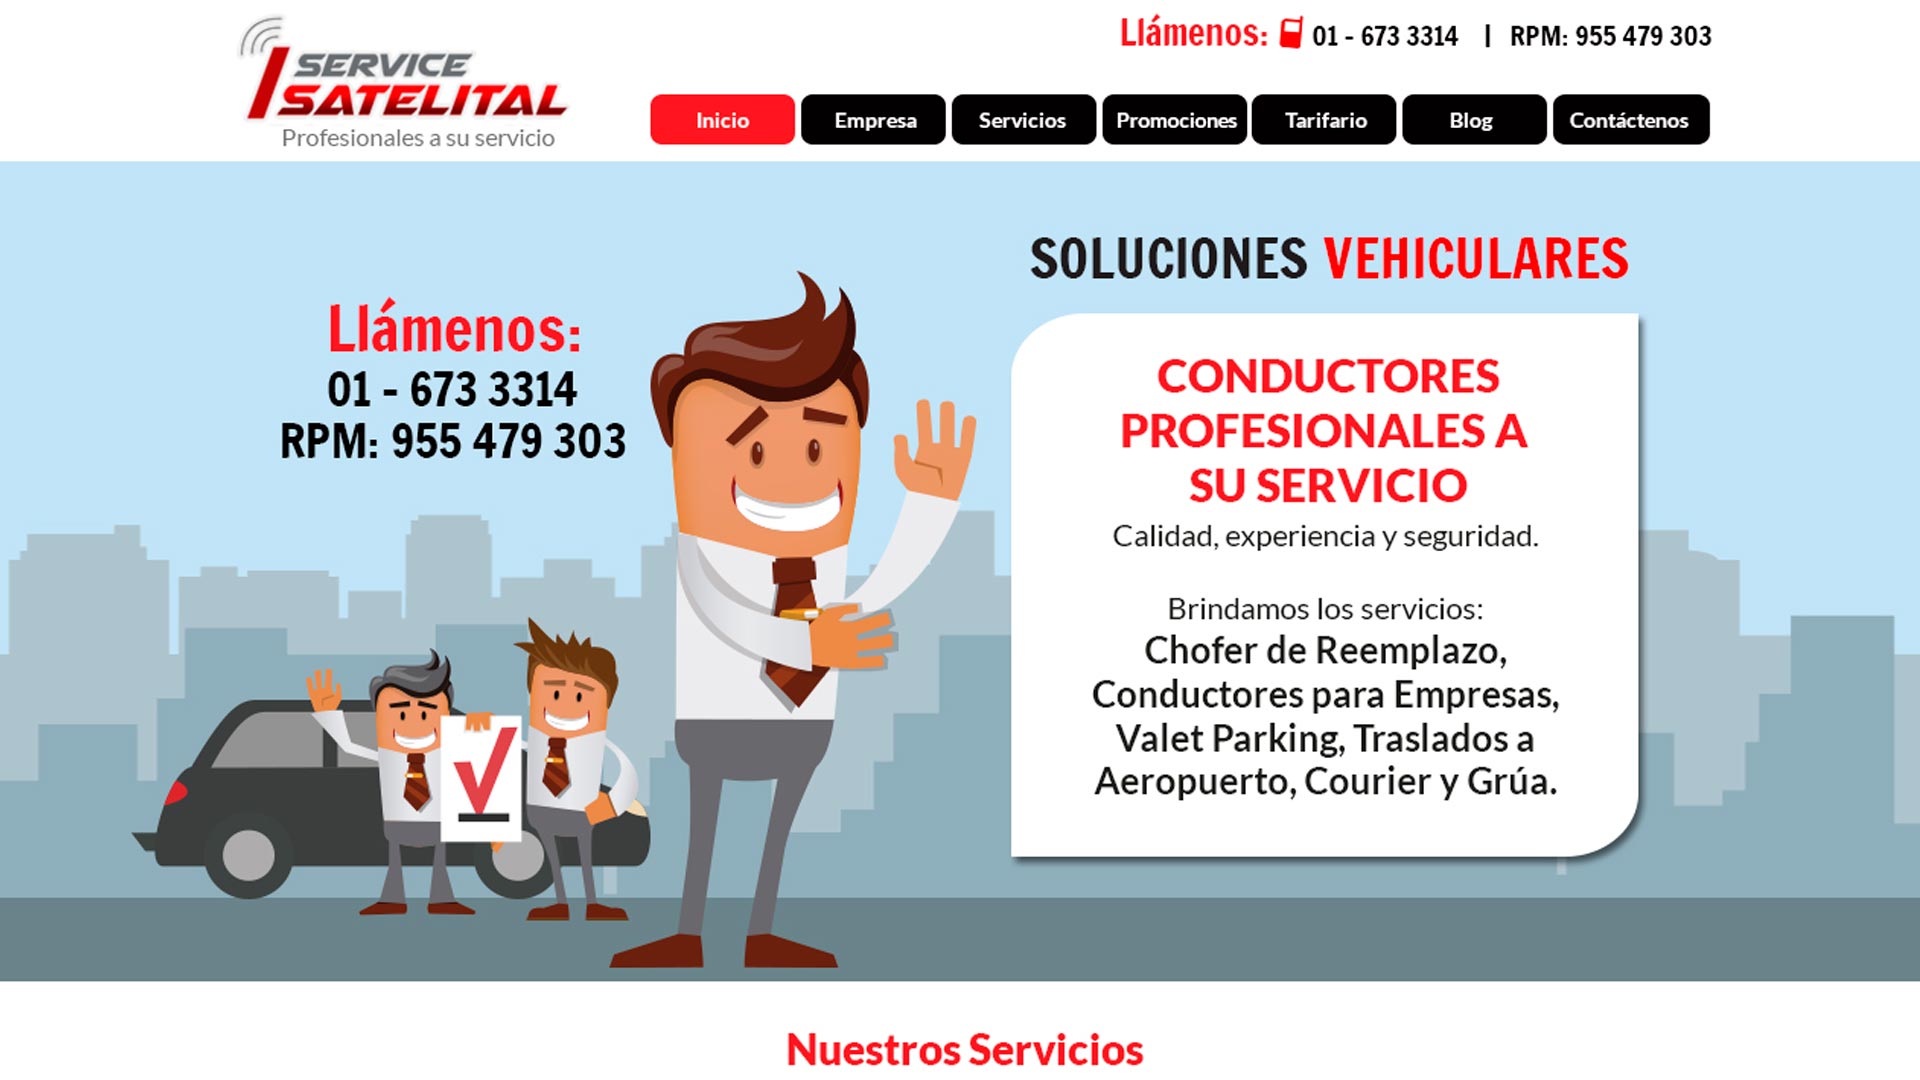 SERVICE
SATELITAL
Profesionales a su servicio
Llámenos: 01 - 673 3314 | RPM: 955 479 303
Inicio Empresa Servicios Promociones Tarifario Blog Contáctenos
Llámenos:
01 - 673 3314
RPM: 955 479 303
SOLUCIONES VEHICULARES
CONDUCTORES
PROFESIONALES A
SU SERVICIO
Calidad, experiencia y seguridad.
Brindamos los servicios:
Chofer de Reemplazo,
Conductores para Empresas,
Valet Parking, Traslados a
Aeropuerto, Courier y Grúa.
Nuestros Servicios